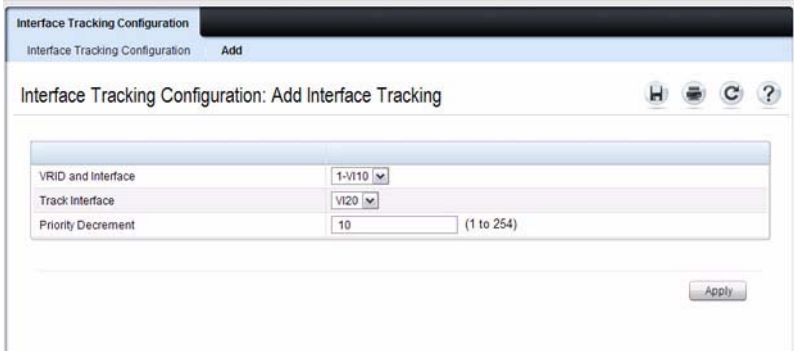 Interface Tracking Configuration
Interface Tracking Configuration Add
Interface Tracking Configuration: Add Interface Tracking
VRID and Interface 1-Vl10
Track Interface Vl20
Priority Decrement 10 (1 to 254)
Apply